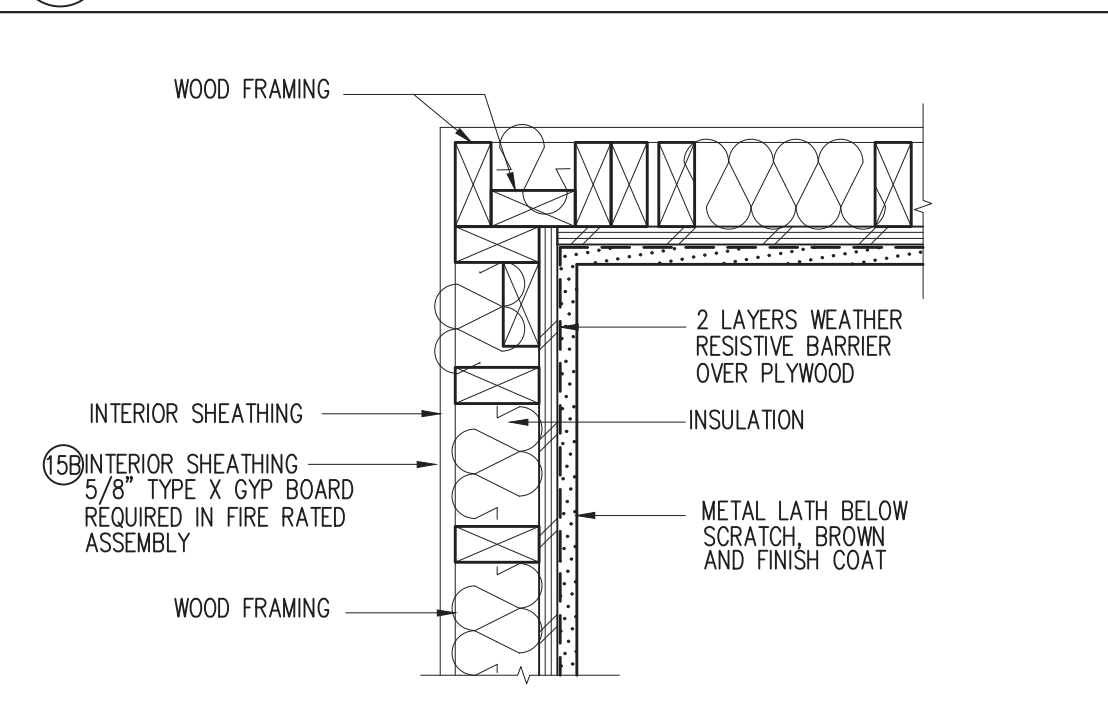 WOOD FRAMING
2 LAYERS WEATHER
RESISTIVE BARRIER
OVER PLYWOOD
INTERIOR SHEATHING
INSULATION
15B INTERIOR SHEATHING
5/8" TYPE X GYP BOARD
REQUIRED IN FIRE RATED
ASSEMBLY
METAL LATH BELOW
SCRATCH, BROWN
AND FINISH COAT
WOOD FRAMING